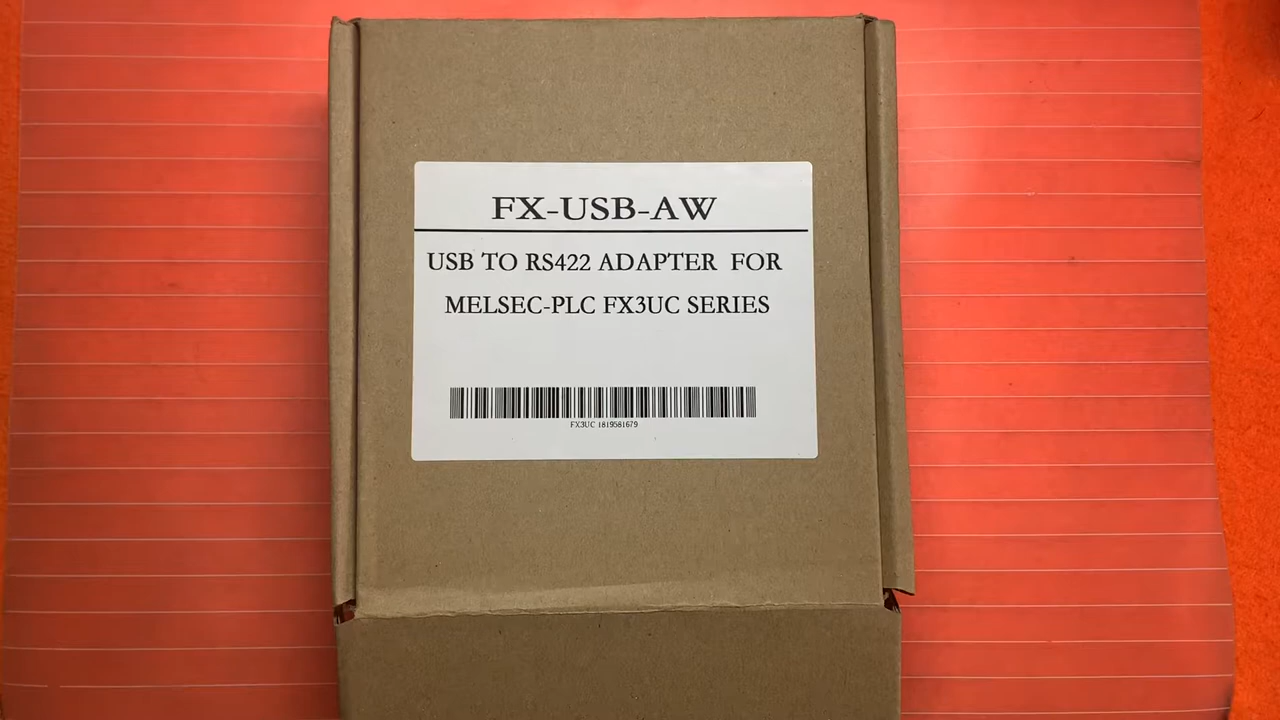 FX-USB-AW
USB TO RS422 ADAPTER FOR
MELSEC-PLC FX3UC SERIES
FX3UC 1819581679